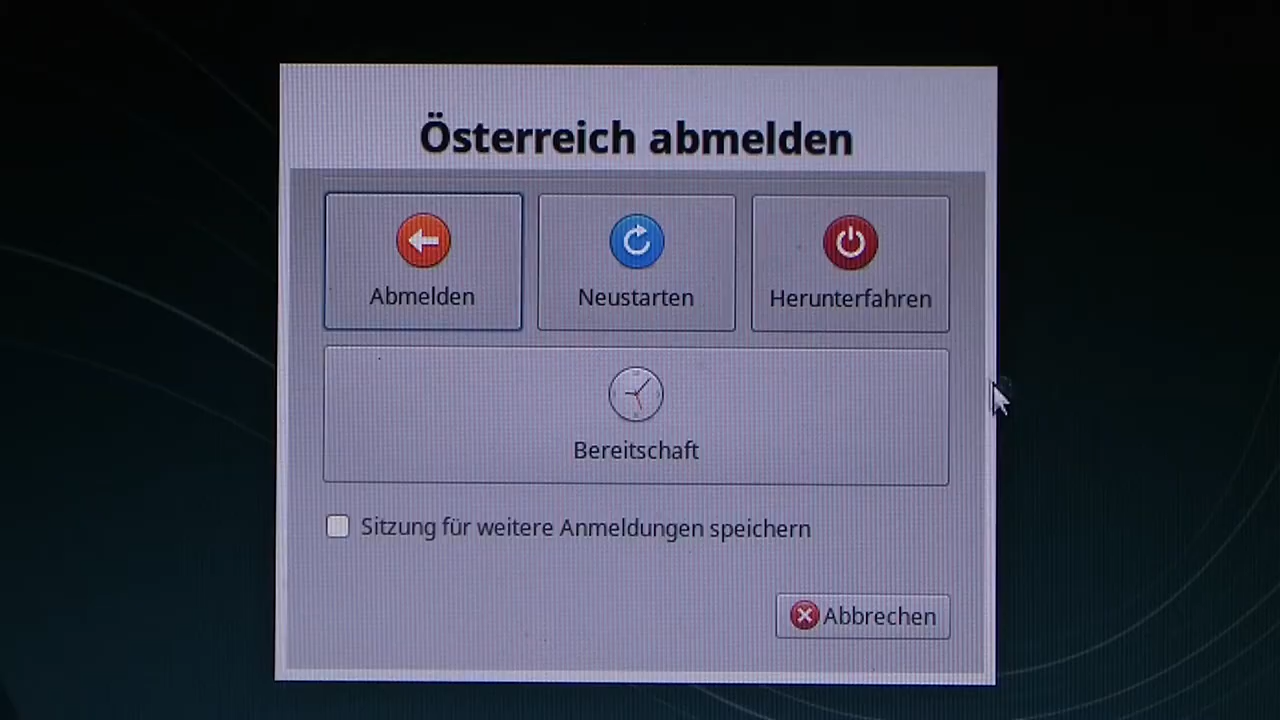 Österreich abmelden
Abmelden
Neustarten
Herunterfahren
Bereitschaft
Sitzung für weitere Anmeldungen speichern
Abbrechen